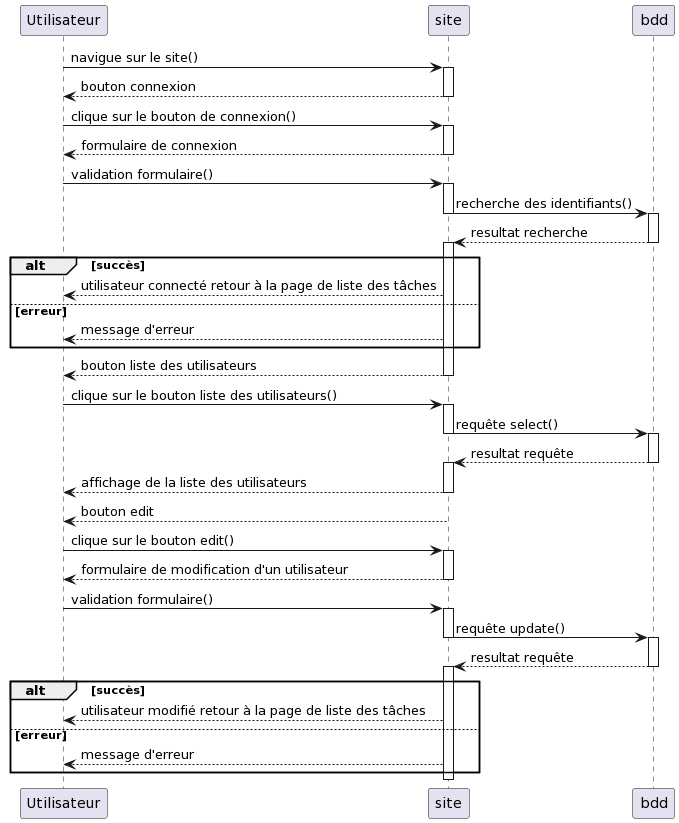 Utilisateur site bdd
navigue sur le site()
bouton connexion
clique sur le bouton de connexion()
formulaire de connexion
validation formulaire()
recherche des identifiants()
resultat recherche
alt [succès]
utilisateur connecté retour à la page de liste des tâches
[erreur]
message d'erreur
bouton liste des utilisateurs
clique sur le bouton liste des utilisateurs()
requête select()
resultat requête
affichage de la liste des utilisateurs
bouton edit
clique sur le bouton edit()
formulaire de modification d'un utilisateur
validation formulaire()
requête update()
resultat requête
alt [succès]
utilisateur modifié retour à la page de liste des tâches
[erreur]
message d'erreur
Utilisateur site bdd